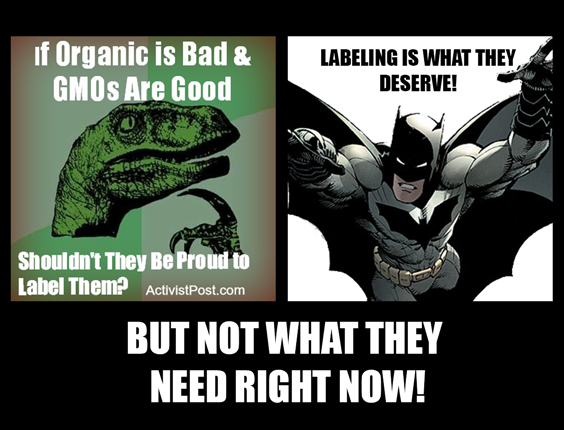 If Organic is Bad &
GMOs Are Good
Shouldn't They Be Proud to
Label Them?
ActivistPost.com
LABELING IS WHAT THEY
DESERVE!
BUT NOT WHAT THEY
NEED RIGHT NOW!